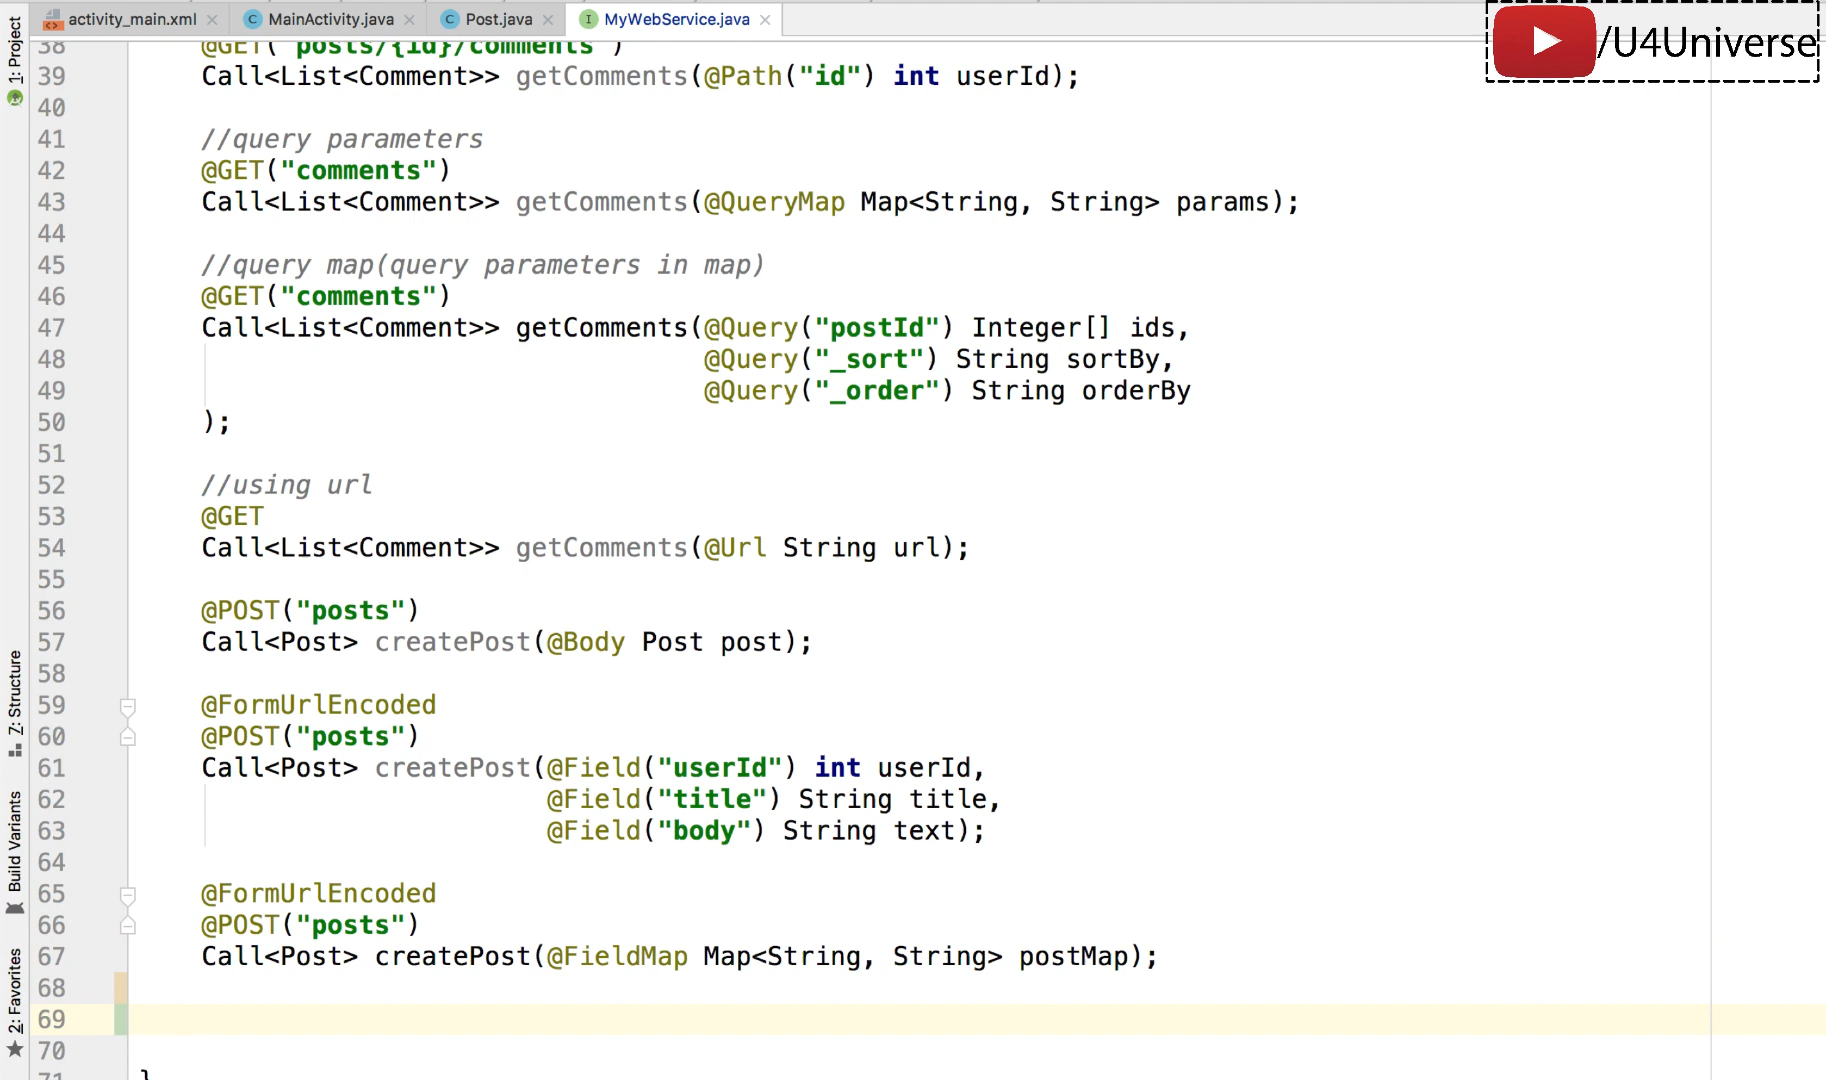 activity_main.xml MainActivity.java Post.java MyWebService.java
/U4Universe
1: Project
38 @GET("posts/{id}/comments")
39 Call<List<Comment>> getComments(@Path("id") int userId);
40
41 //query parameters
42 @GET("comments")
43 Call<List<Comment>> getComments(@QueryMap Map<String, String> params);
44
45 //query map(query parameters in map)
46 @GET("comments")
47 Call<List<Comment>> getComments(@Query("postId") Integer[] ids,
48 @Query("_sort") String sortBy,
49 @Query("_order") String orderBy
50 );
51
52 //using url
53 @GET
54 Call<List<Comment>> getComments(@Url String url);
55
56 @POST("posts")
57 Call<Post> createPost(@Body Post post);
58
59 @FormUrlEncoded
60 @POST("posts")
61 Call<Post> createPost(@Field("userId") int userId,
62 @Field("title") String title,
63 @Field("body") String text);
64
65 @FormUrlEncoded
66 @POST("posts")
67 Call<Post> createPost(@FieldMap Map<String, String> postMap);
68
69
70
71 }
Z: Structure
Build Variants
2: Favorites